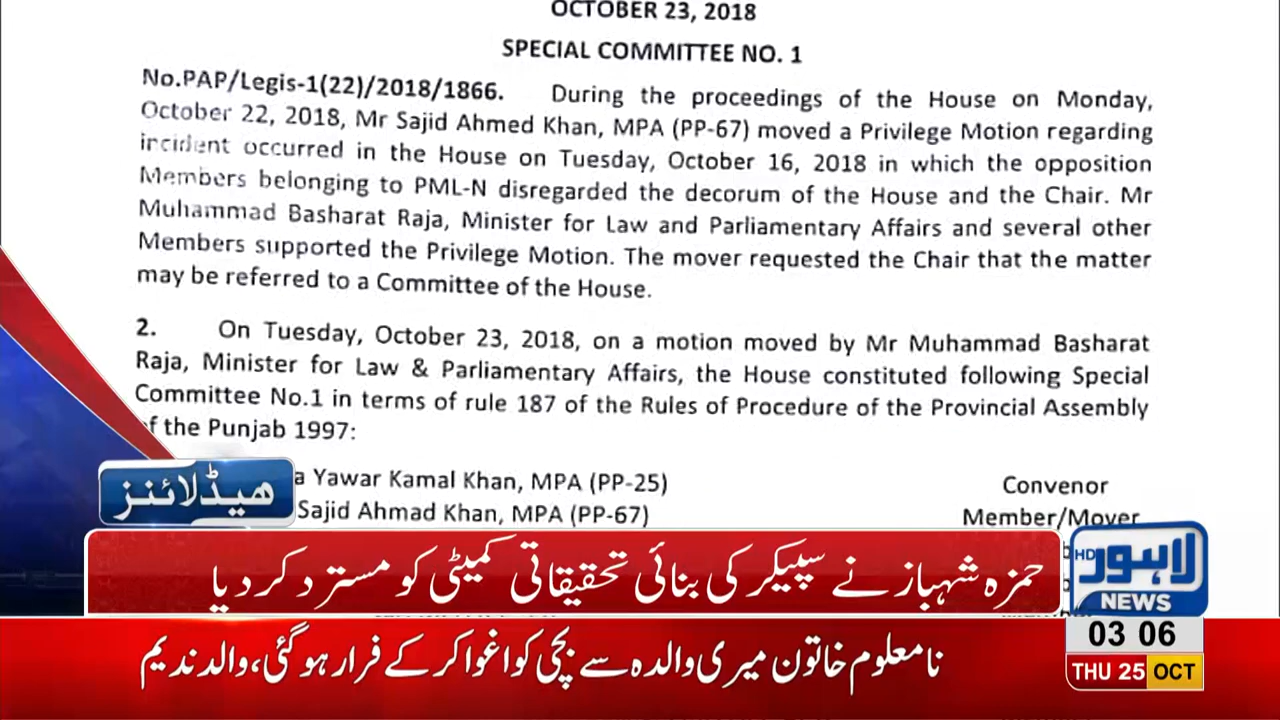 OCTOBER 23, 2018
SPECIAL COMMITTEE NO. 1
No.PAP/Legis-1(22)/2018/1866. During the proceedings of the House on Monday,
October 22, 2018, Mr Sajid Ahmed Khan, MPA (PP-67) moved a Privilege Motion regarding
incident occurred in the House on Tuesday, October 16, 2018 in which the opposition
Members belonging to PML-N disregarded the decorum of the House and the Chair. Mr
Muhammad Basharat Raja, Minister for Law and Parliamentary Affairs and several other
Members supported the Privilege Motion. The mover requested the Chair that the matter
may be referred to a Committee of the House.
2. On Tuesday, October 23, 2018, on a motion moved by Mr Muhammad Basharat
Raja, Minister for Law & Parliamentary Affairs, the House constituted following Special
Committee No.1 in terms of rule 187 of the Rules of Procedure of the Provincial Assembly
of the Punjab 1997:
a Yawar Kamal Khan, MPA (PP-25) Convenor
Sajid Ahmad Khan, MPA (PP-67) Member/Mover
ہیڈلائنز
حمزہ شہباز نے سپیکر کی بنائی تحقیقاتی کمیٹی کو مسترد کردیا
لاہور HD
NEWS
نامعلوم خاتون میری والدہ سے بچی کو اغوا کر کے فرار ہو گئی، والد ندیم
03 06
THU 25 OCT